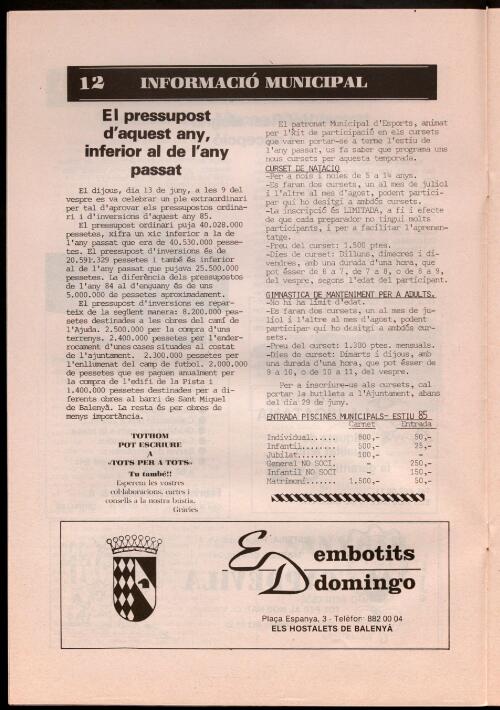 12 INFORMACIÓ MUNICIPAL
El pressupost
d'aquest any,
inferior al de l'any
passat
El dijous, dia 13 de juny, a les 9 del
vespre es va celebrar un ple extraordinari
per tal d'aprovar els pressupostos ordina-
ri i d'inversions d'aquest any 85.
El pressupost ordinari puja 40.028.000
pessetes, xifra un xic inferior a la de
l'any passat que era de 40.530.000 pesse-
tes. El pressupost d'inversions és de
20.591.329 pessetes i també és inferior
al de l'any passat que pujava 25.500.000
pessetes. La diferència dels pressupostos
de l'any 84 al d'enguany és de uns
5.000.000 de pessetes aproximadament.
El pressupost d'inversions es repar-
teix de la següent manera: 8.200.000 pes-
setes destinades a les obres del camí de
l'Ajuda. 2.500.000 per la compra d'uns
terrenys. 2.400.000 pessetes per l'ender-
rocament d'unes cases situades al costat
de l'ajuntament. 2.300.000 pessetes per
l'enllumenat del camp de futbol. 2.000.000
de pessetes que es paguen anualment per
la compra de l'edifi de la Pista i
1.400.000 pessetes destinades per a di-
ferents obres al barri de Sant Miquel
de Balenyà. La resta és per obres de
menys importància.
TOTHOM
POT ESCRIURE
A
«TOTS PER A TOTS»
Tu també!!
Esperem les vostres
col·laboracions, cartes i
consells a la nostra bústia.
Gràcies
El patronat Municipal d'Esports, animat
per l'èxit de participació en els cursets
que varen portar-se a terme l'estiu de
l'any passat, us fa saber que programa uns
nous cursets per aquesta temporada.
CURSET DE NATACIO
-Per a nois i noies de 5 a 14 anys.
-Es faran dos cursets, un al mes de juliol
i l'altre al mes d'agost, podent partici-
par qui ho desitgi a ambdós cursets.
-La inscripció és LIMITADA, a fi i efecte
de que cada preparador no tingui molts
participants, i per a facilitar l'aprenen-
tatge.
-Preu del curset: 1.500 ptes.
-Dies de curset: Dilluns, dimecres i di-
vendres, amb una durada d'una hora, que
pot ésser de 6 a 7, de 7 a 8, o de 8 a 9,
del vespre, segons l'edat del participant.
GIMNASTICA DE MANTENIMENT PER A ADULTS.
-No hi ha límit d'edat.
-Es faran dos cursets, un al mes de ju-
liol i l'altre al mes d'agost, podent
participar qui ho desitgi a ambdós cur-
sets.
-Preu del curset: 1.300 ptes. mensuals.
-Dies de curset: Dimarts i dijous, amb
una durada d'una hora, que pot ésser de
9 a 10, o de 10 a 11, del vespre.
Per a inscriure-us als cursets, cal
portar la butlleta a l'Ajuntament, abans
del dia 29 de juny.
ENTRADA PISCINES MUNICIPALS- ESTIU 85
Carnet Entrada
Individual...... 800,- 50,-
Infantil........ 500,- 25,-
Jubilat......... 100,- -
General NO SOCI. - 250,-
Infantil NO SOCI - 150,-
Matrimoni....... 1.500,- 50,-
ED embotits
domingo
Plaça Espanya, 3 - Telèfon: 882 00 04
ELS HOSTALETS DE BALENYÀ